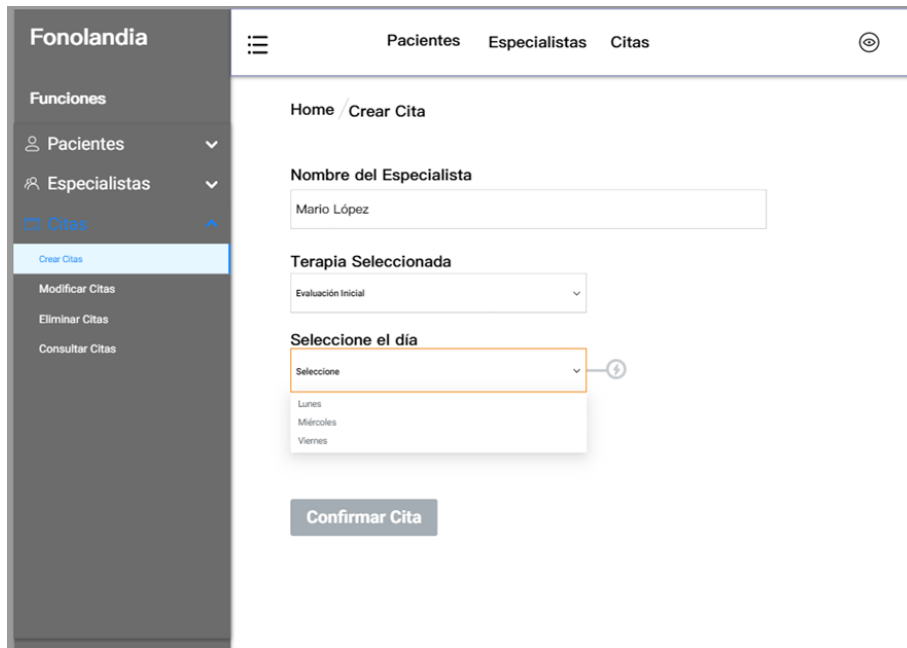 Fonolandia
Pacientes Especialistas Citas
Funciones
Home / Crear Cita
Pacientes
Especialistas
Citas
Crear Citas
Modificar Citas
Eliminar Citas
Consultar Citas
Nombre del Especialista
Mario López
Terapia Seleccionada
Evaluación Inicial
Seleccione el día
Seleccione
Lunes
Miércoles
Viernes
Confirmar Cita